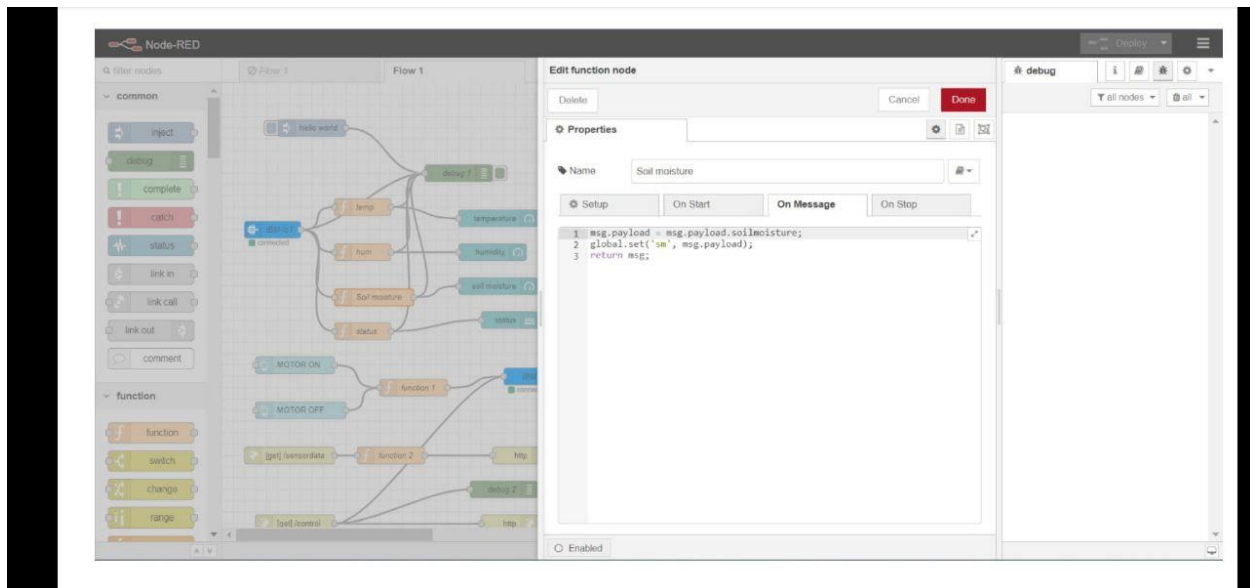 Node-RED
Deploy
filter nodes
Flow 1
Flow 1
Edit function node
debug
i
Delete
Cancel
Done
all nodes
all
common
Properties
inject
hello world
debug
debug 1
Name
Soil moisture
complete
Setup
On Start
On Message
On Stop
catch
temp
temperature
1 msg.payload = msg.payload.soilmoisture;
2 global.set('sm', msg.payload);
3 return msg;
connected
status
hum
humidity
link in
soil moisture
link call
Soil moisture
status
link out
status
comment
MOTOR ON
function 1
function
MOTOR OFF
function
[get] /sensordata
function 2
http
switch
change
debug 2
range
[get] /control
http
Enabled